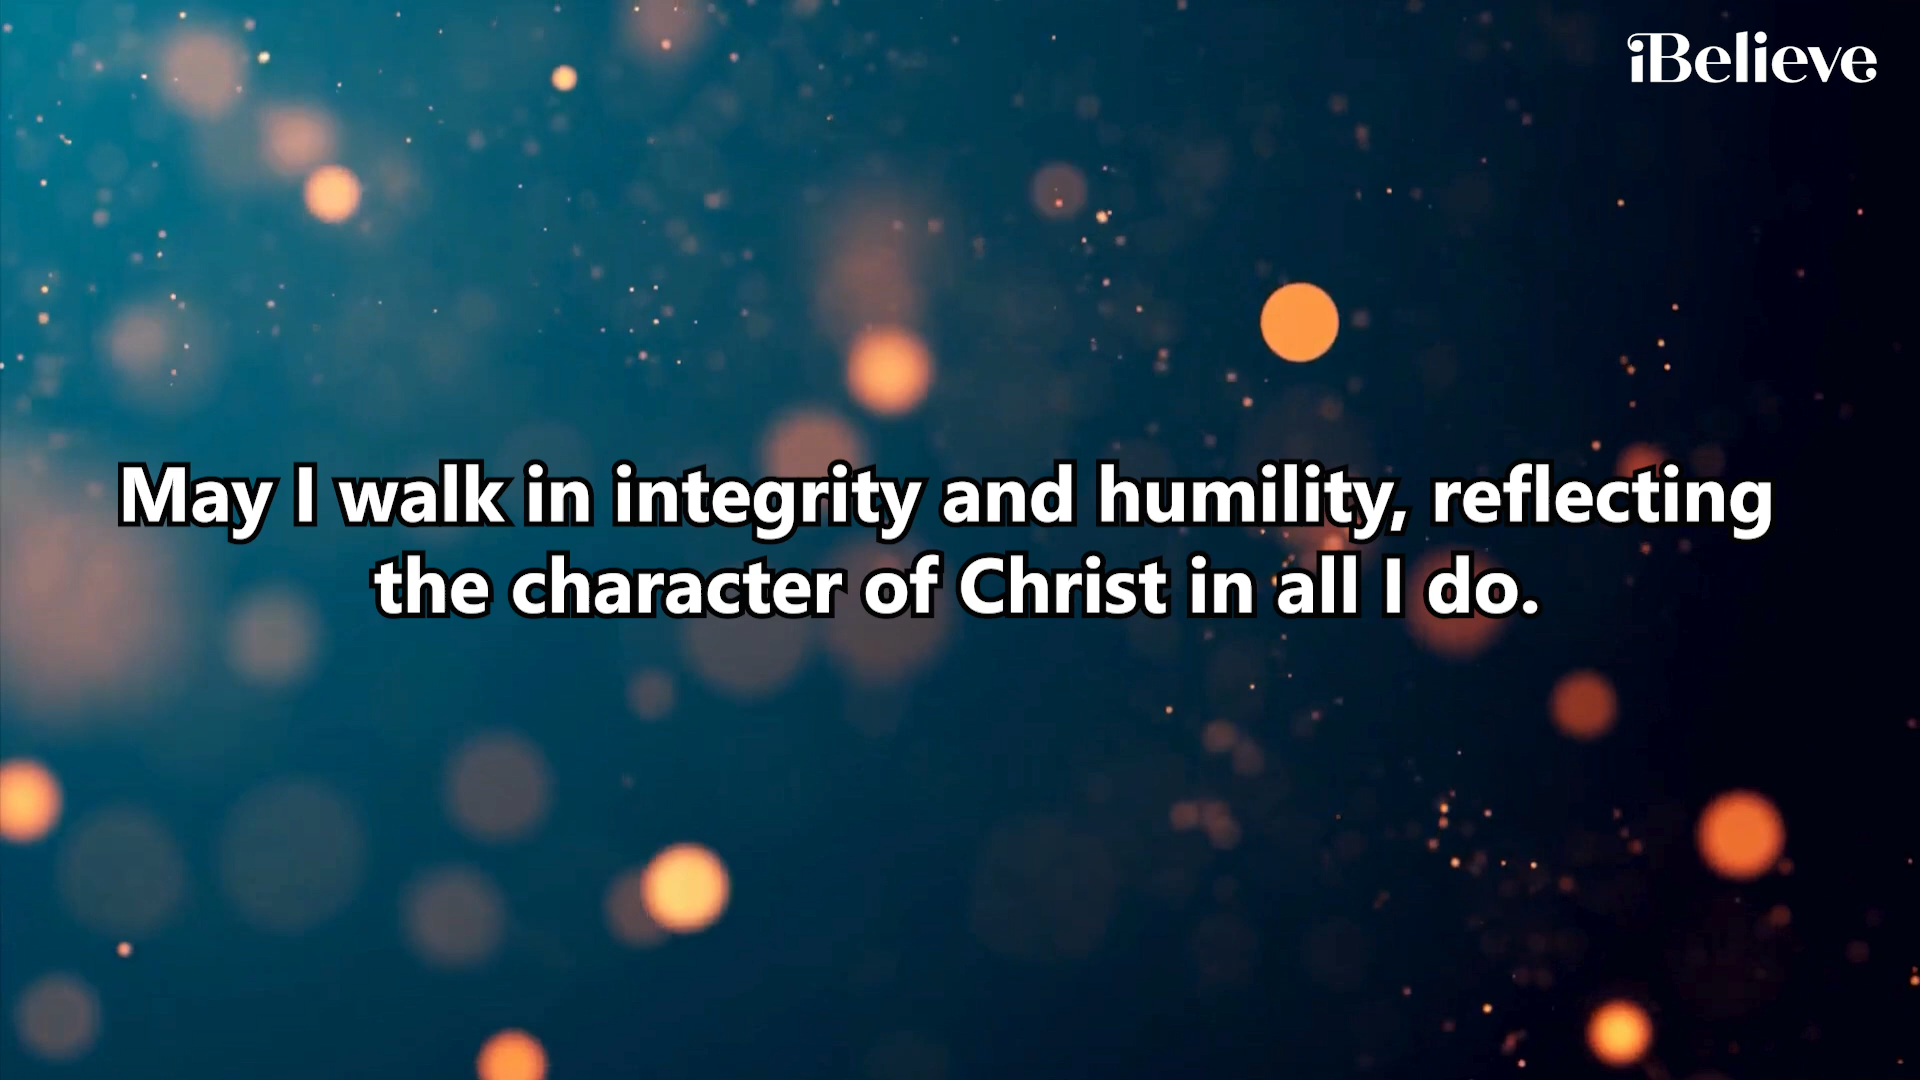 iBelieve
May I walk in integrity and humility, reflecting
the character of Christ in all I do.